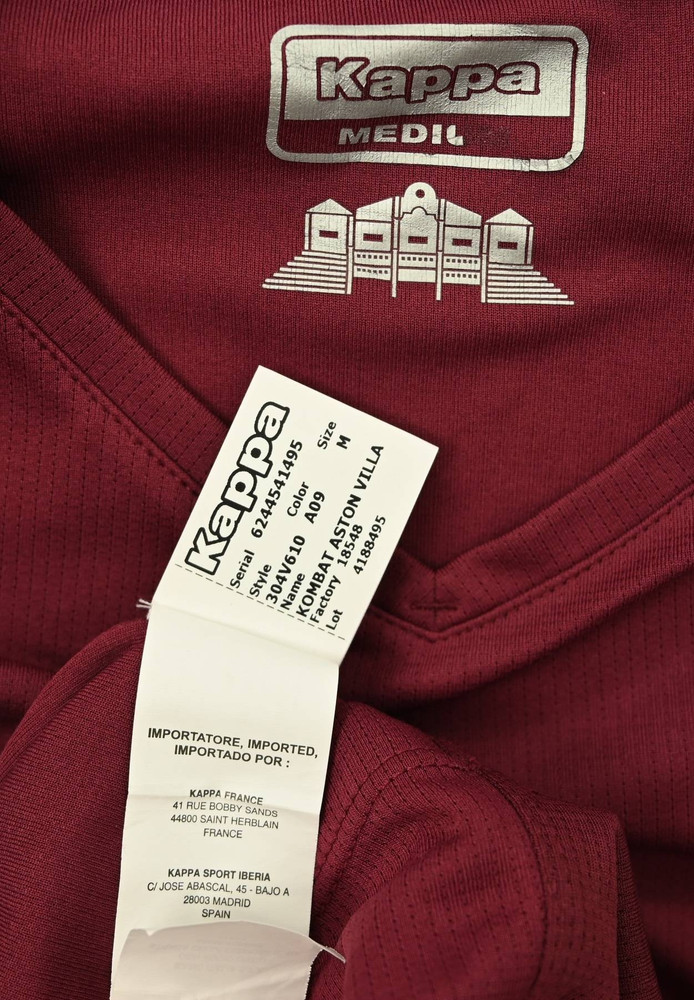 Kappa
MEDIU
Kappa
Serial 6244541495
Style Color Size
304V610 A09 M
Name
KOMBAT ASTON VILLA
Factory 18548
Lot 4188495
IMPORTATORE, IMPORTED,
IMPORTADO POR :
KAPPA FRANCE
41 RUE BOBBY SANDS
44800 SAINT HERBLAIN
FRANCE
KAPPA SPORT IBERIA
C/ JOSE ABASCAL, 45 - BAJO A
28003 MADRID
SPAIN